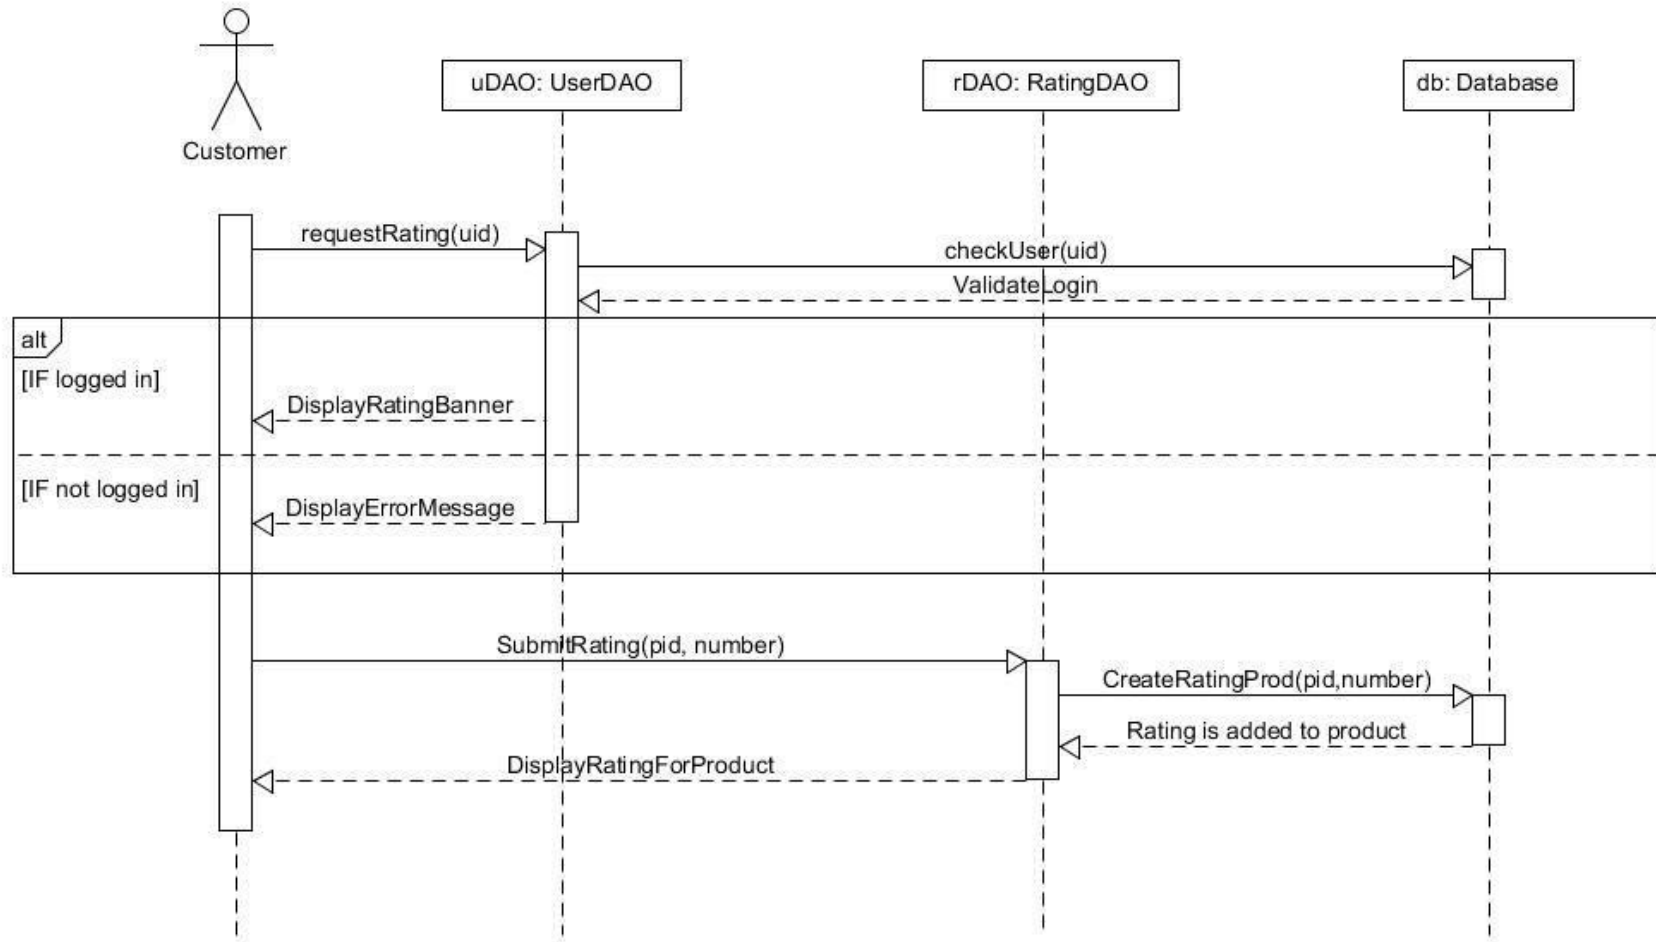 uDAO: UserDAO
rDAO: RatingDAO
db: Database
Customer
requestRating(uid)
checkUser(uid)
ValidateLogin
alt
[IF logged in]
DisplayRatingBanner
[IF not logged in]
DisplayErrorMessage
SubmitRating(pid, number)
CreateRatingProd(pid,number)
Rating is added to product
DisplayRatingForProduct